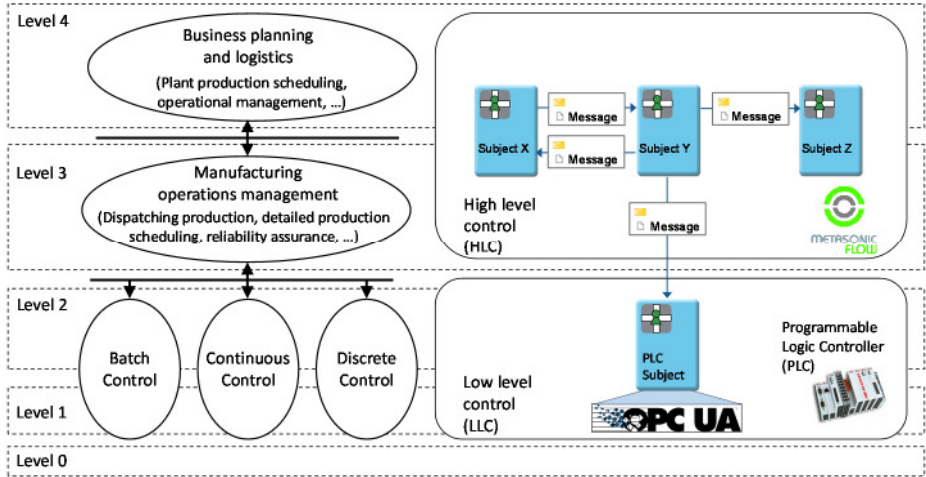 Level 4
Business planning
and logistics
(Plant production scheduling,
operational management, ...)
Level 3
Manufacturing
operations management
(Dispatching production, detailed production
scheduling, reliability assurance, ...)
Level 2
Batch
Control
Continuous
Control
Discrete
Control
Level 1
Level 0
Subject X
Message
Message
Subject Y
Message
Subject Z
Message
High level
control
(HLC)
METASONIC
FLOW
PLC
Subject
OPC UA
Low level
control
(LLC)
Programmable
Logic Controller
(PLC)